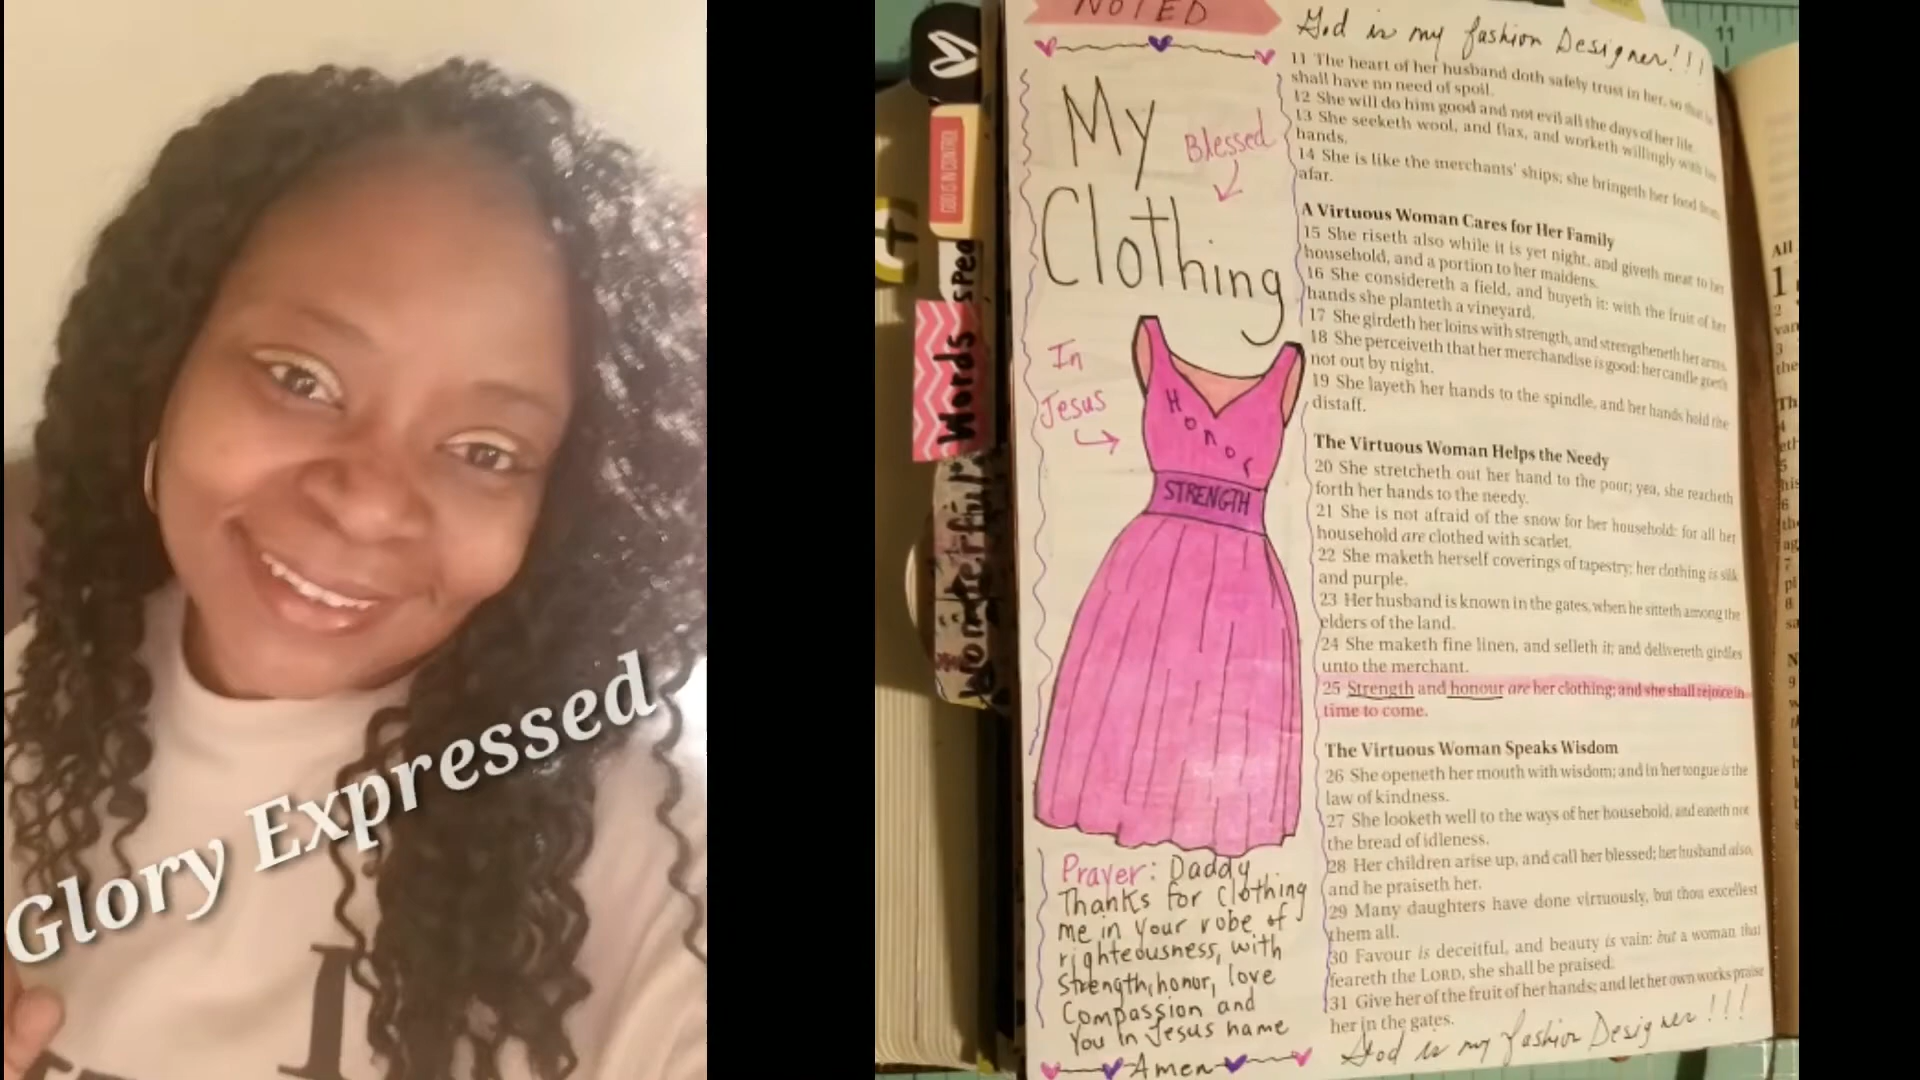 Glory Expressed
NOTED
My
Blessed
Clothing
In
Jesus
Honor
STRENGTH
Prayer: Daddy
Thanks for Clothing
me in your robe of
righteousness, with
Strength, honor, love
Compassion and
You in Jesus name
Amen
GOD IS IN CONTROL
Words
Wonderful
God is my fashion Designer!!!
11 The heart of her husband doth safely trust in her, so that
shall have no need of spoil.
12 She will do him good and not evil all the days of her life.
13 She seeketh wool, and flax, and worketh willingly with
hands.
14 She is like the merchants' ships; she bringeth her food from
afar.
A Virtuous Woman Cares for Her Family
15 She riseth also while it is yet night, and giveth meat to her
household, and a portion to her maidens.
16 She considereth a field, and buyeth it: with the fruit of her
hands she planteth a vineyard.
17 She girdeth her loins with strength, and strengtheneth her arms.
18 She perceiveth that her merchandise is good: her candle goeth
not out by night.
19 She layeth her hands to the spindle, and her hands hold the
distaff.
The Virtuous Woman Helps the Needy
20 She stretcheth out her hand to the poor; yea, she reacheth
forth her hands to the needy.
21 She is not afraid of the snow for her household: for all her
household are clothed with scarlet.
22 She maketh herself coverings of tapestry; her clothing is silk
and purple.
23 Her husband is known in the gates, when he sitteth among the
elders of the land.
24 She maketh fine linen, and selleth it; and delivereth girdles
unto the merchant.
25 Strength and honour are her clothing; and she shall rejoice in
time to come.
The Virtuous Woman Speaks Wisdom
26 She openeth her mouth with wisdom; and in her tongue is the
law of kindness.
27 She looketh well to the ways of her household, and eateth not
the bread of idleness.
28 Her children arise up, and call her blessed; her husband also,
and he praiseth her.
29 Many daughters have done virtuously, but thou excellest
them all.
30 Favour is deceitful, and beauty is vain: but a woman that
feareth the LORD, she shall be praised.
31 Give her of the fruit of her hands; and let her own works praise
her in the gates.
God is my fashion Designer!!!
11
All
1